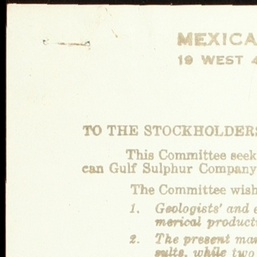 MEXICA
19 WEST 4
TO THE STOCKHOLDERS
This Committee seek
can Gulf Sulphur Company
The Committee wish
1. Geologists' and e
merical product
2. The present man
sults, while two